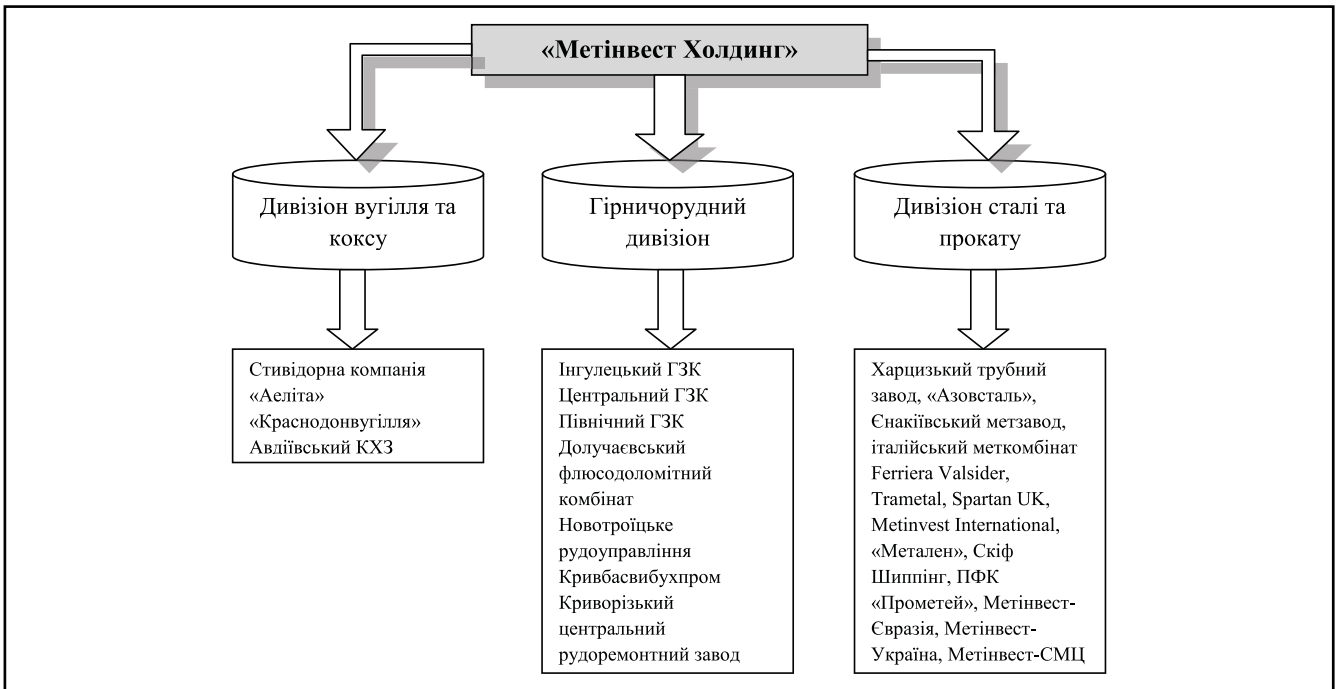 «Метінвест Холдинг»
Дивізіон вугілля та
коксу
Гірничорудний
дивізіон
Дивізіон сталі та
прокату
Стивідорна компанія
«Аеліта»
«Краснодонвугілля»
Авдіївський КХЗ
Інгулецький ГЗК
Центральний ГЗК
Північний ГЗК
Долучаєвський
флюсодоломітний
комбінат
Новотроїцьке
рудоуправління
Кривбасвибухпром
Криворізький
центральний
рудоремонтний завод
Харцизький трубний
завод, «Азовсталь»,
Єнакіївський метзавод,
італійський меткомбінат
Ferriera Valsider,
Trametal, Spartan UK,
Metinvest International,
«Метален», Скіф
Шиппінг, ПФК
«Прометей», Метінвест-
Євразія, Метінвест-
Україна, Метінвест-СМЦ